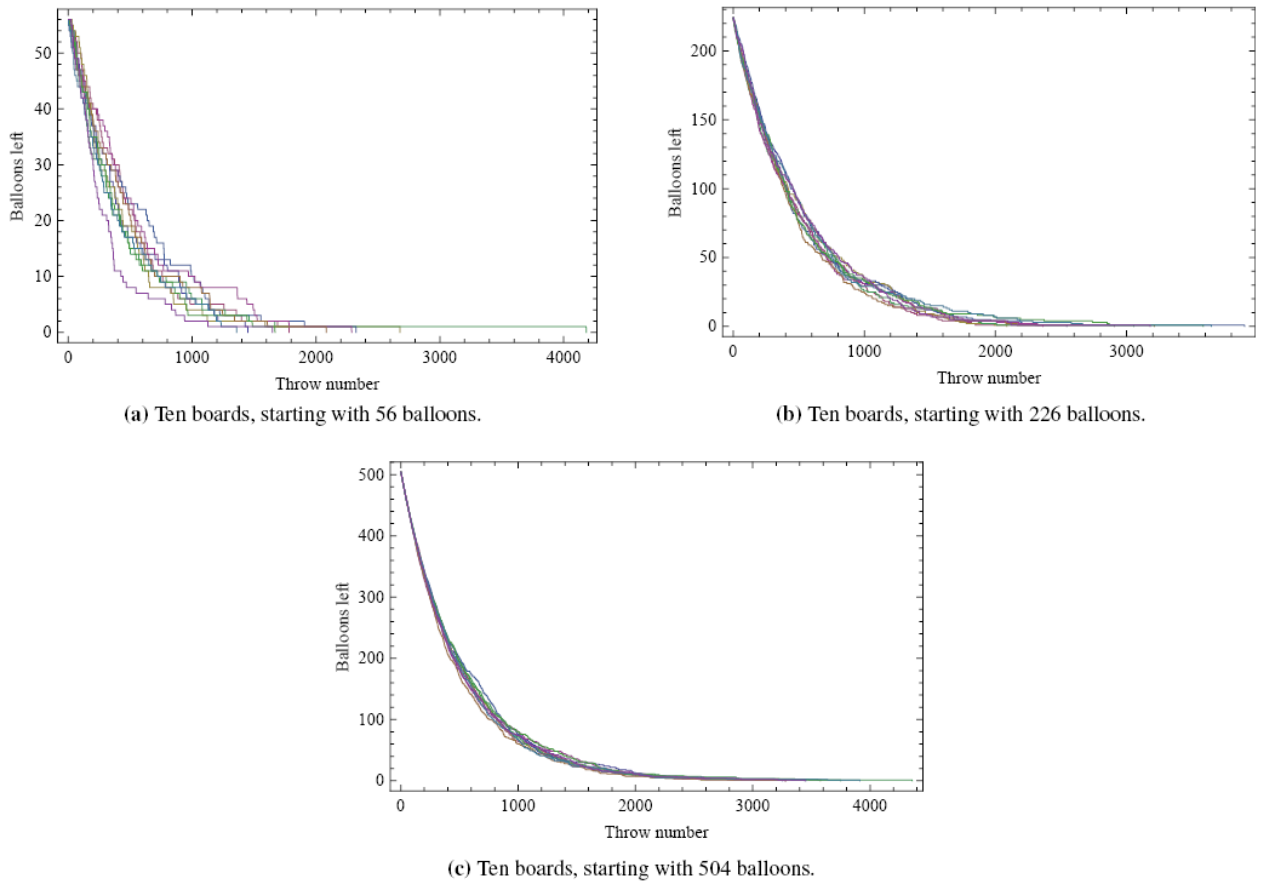 50
40
30
20
10
0
Balloons left
0 1000 2000 3000 4000
Throw number
(a) Ten boards, starting with 56 balloons.
200
150
100
50
0
Balloons left
0 1000 2000 3000
Throw number
(b) Ten boards, starting with 226 balloons.
500
400
300
200
100
0
Balloons left
0 1000 2000 3000 4000
Throw number
(c) Ten boards, starting with 504 balloons.